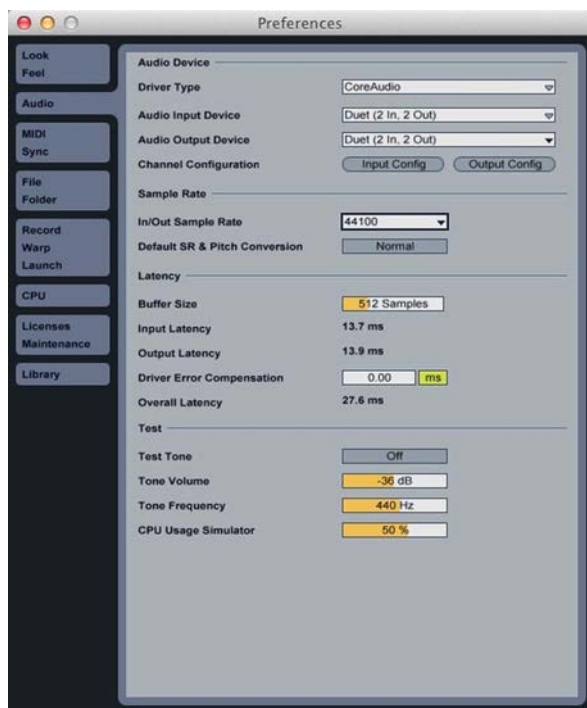 Preferences
Look
Feel
Audio
MIDI
Sync
File
Folder
Record
Warp
Launch
CPU
Licenses
Maintenance
Library
Audio Device
Driver Type CoreAudio
Audio Input Device Duet (2 In, 2 Out)
Audio Output Device Duet (2 In, 2 Out)
Channel Configuration Input Config Output Config
Sample Rate
In/Out Sample Rate 44100
Default SR & Pitch Conversion Normal
Latency
Buffer Size 512 Samples
Input Latency 13.7 ms
Output Latency 13.9 ms
Driver Error Compensation 0.00 ms
Overall Latency 27.6 ms
Test
Test Tone Off
Tone Volume -36 dB
Tone Frequency 440 Hz
CPU Usage Simulator 50 %